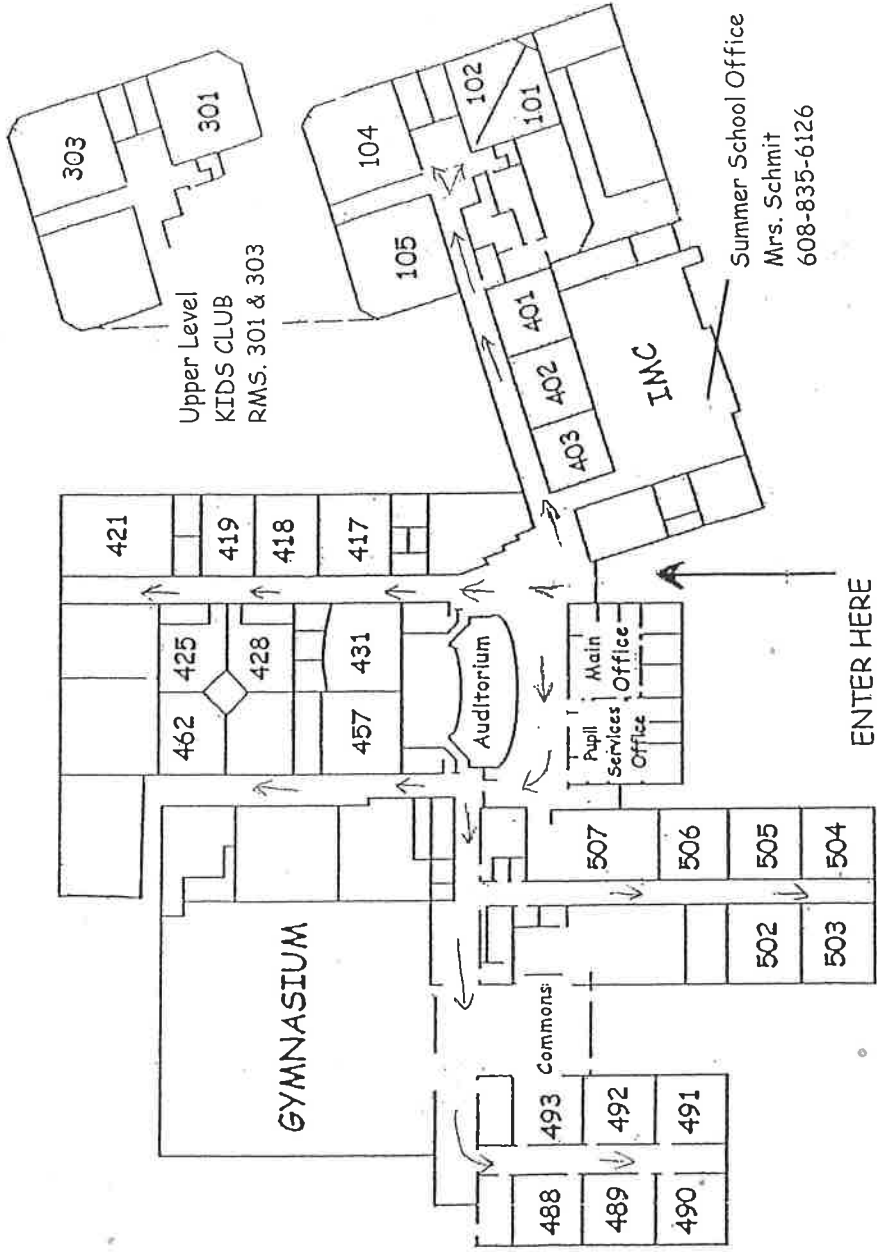 303
301
Upper Level
KIDS CLUB
RMS. 301 & 303
104
102
101
105
401
402
403
IMC
Summer School Office
Mrs. Schmit
608-835-6126
421
419
418
417
425
428
431
462
457
Auditorium
Main
Office
Pupil
Services
Office
ENTER HERE
GYMNASIUM
507
506
505
504
502
503
Commons
493
492
491
488
489
490